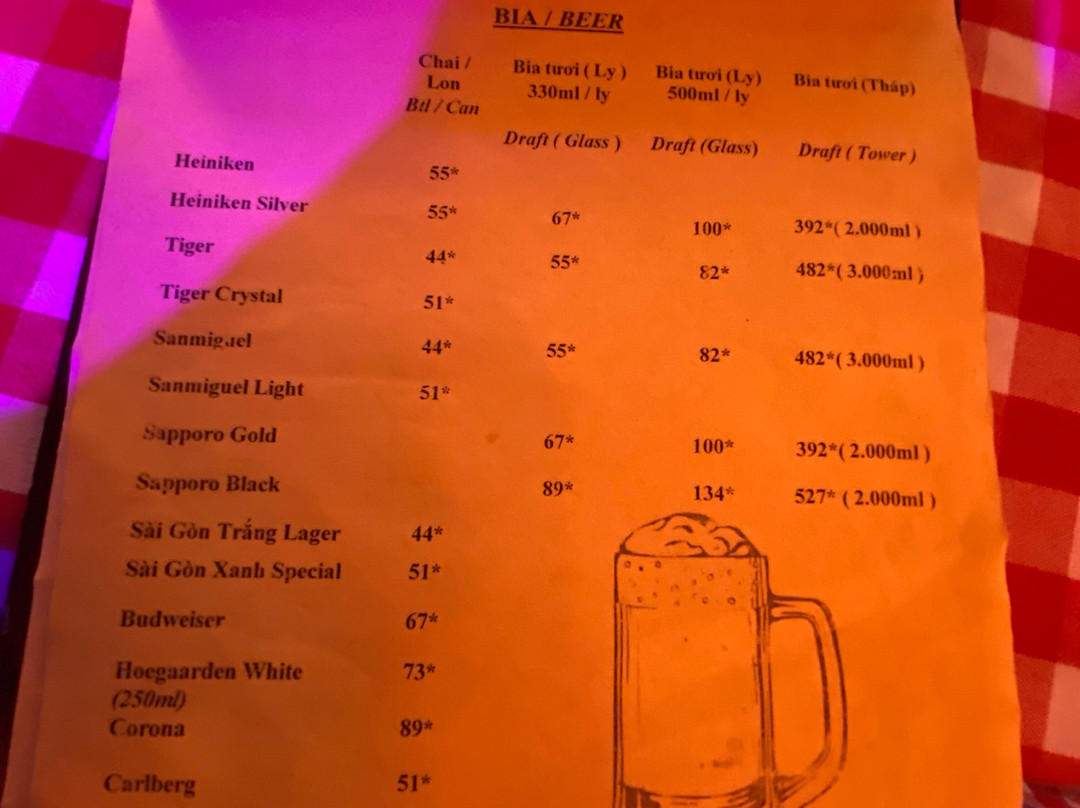 BIA / BEER
Chai / Lon Btl / Can
Bia tươi ( Ly ) 330ml / ly Draft ( Glass )
Bia tươi (Ly) 500ml / ly Draft (Glass)
Bia tươi (Tháp) Draft ( Tower )
Heiniken 55*
Heiniken Silver 55* 67* 100* 392*( 2.000ml )
Tiger 44* 55* 82* 482*( 3.000ml )
Tiger Crystal 51*
Sanmiguel 44* 55* 82* 482*( 3.000ml )
Sanmiguel Light 51*
Sapporo Gold 67* 100* 392*( 2.000ml )
Sapporo Black 89* 134* 527* ( 2.000ml )
Sài Gòn Trắng Lager 44*
Sài Gòn Xanh Special 51*
Budweiser 67*
Hoegaarden White 73*
(250ml)
Corona 89*
Carlberg 51*